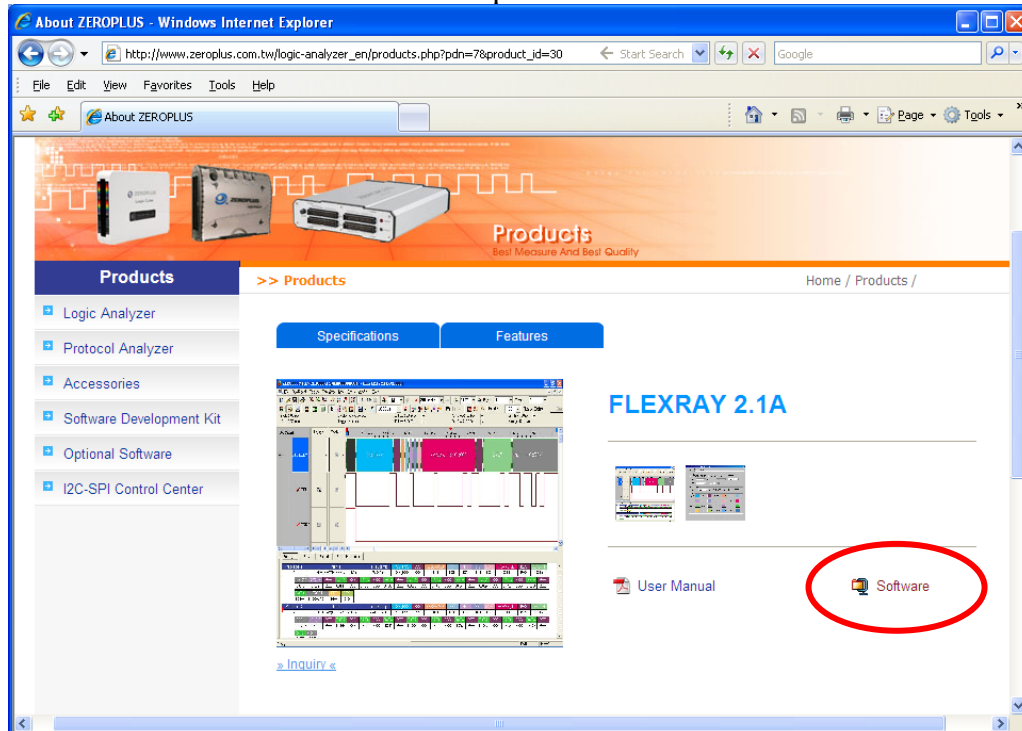 About ZEROPLUS - Windows Internet Explorer
http://www.zeroplus.com.tw/logic-analyzer_en/products.php?pdn=7&product_id=30
Start Search
Google
File Edit View Favorites Tools Help
About ZEROPLUS
Page Tools
Products
Best Measure And Best Quality
Products
>> Products
Home / Products /
Logic Analyzer
Protocol Analyzer
Accessories
Software Development Kit
Optional Software
I2C-SPI Control Center
Specifications
Features
FLEXRAY 2.1A
User Manual
Software
» Inquiry «